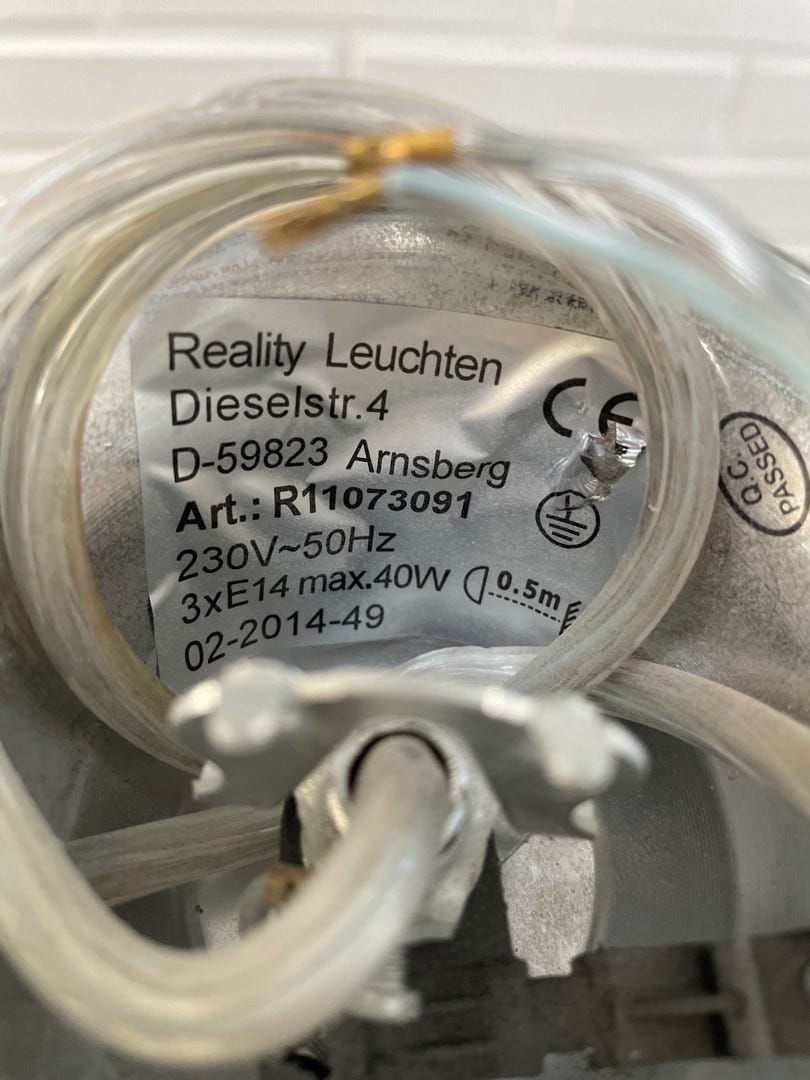 Reality Leuchten
Dieselstr.4
D-59823 Arnsberg
Art.: R11073091
230V~50Hz
3xE14 max.40W
0.5m
02-2014-49
CE
Q.C.
PASSED